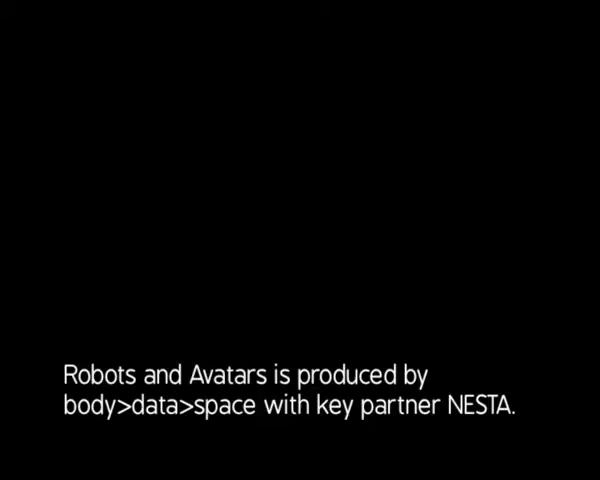 Robots and Avatars is produced by
body>data>space with key partner NESTA.